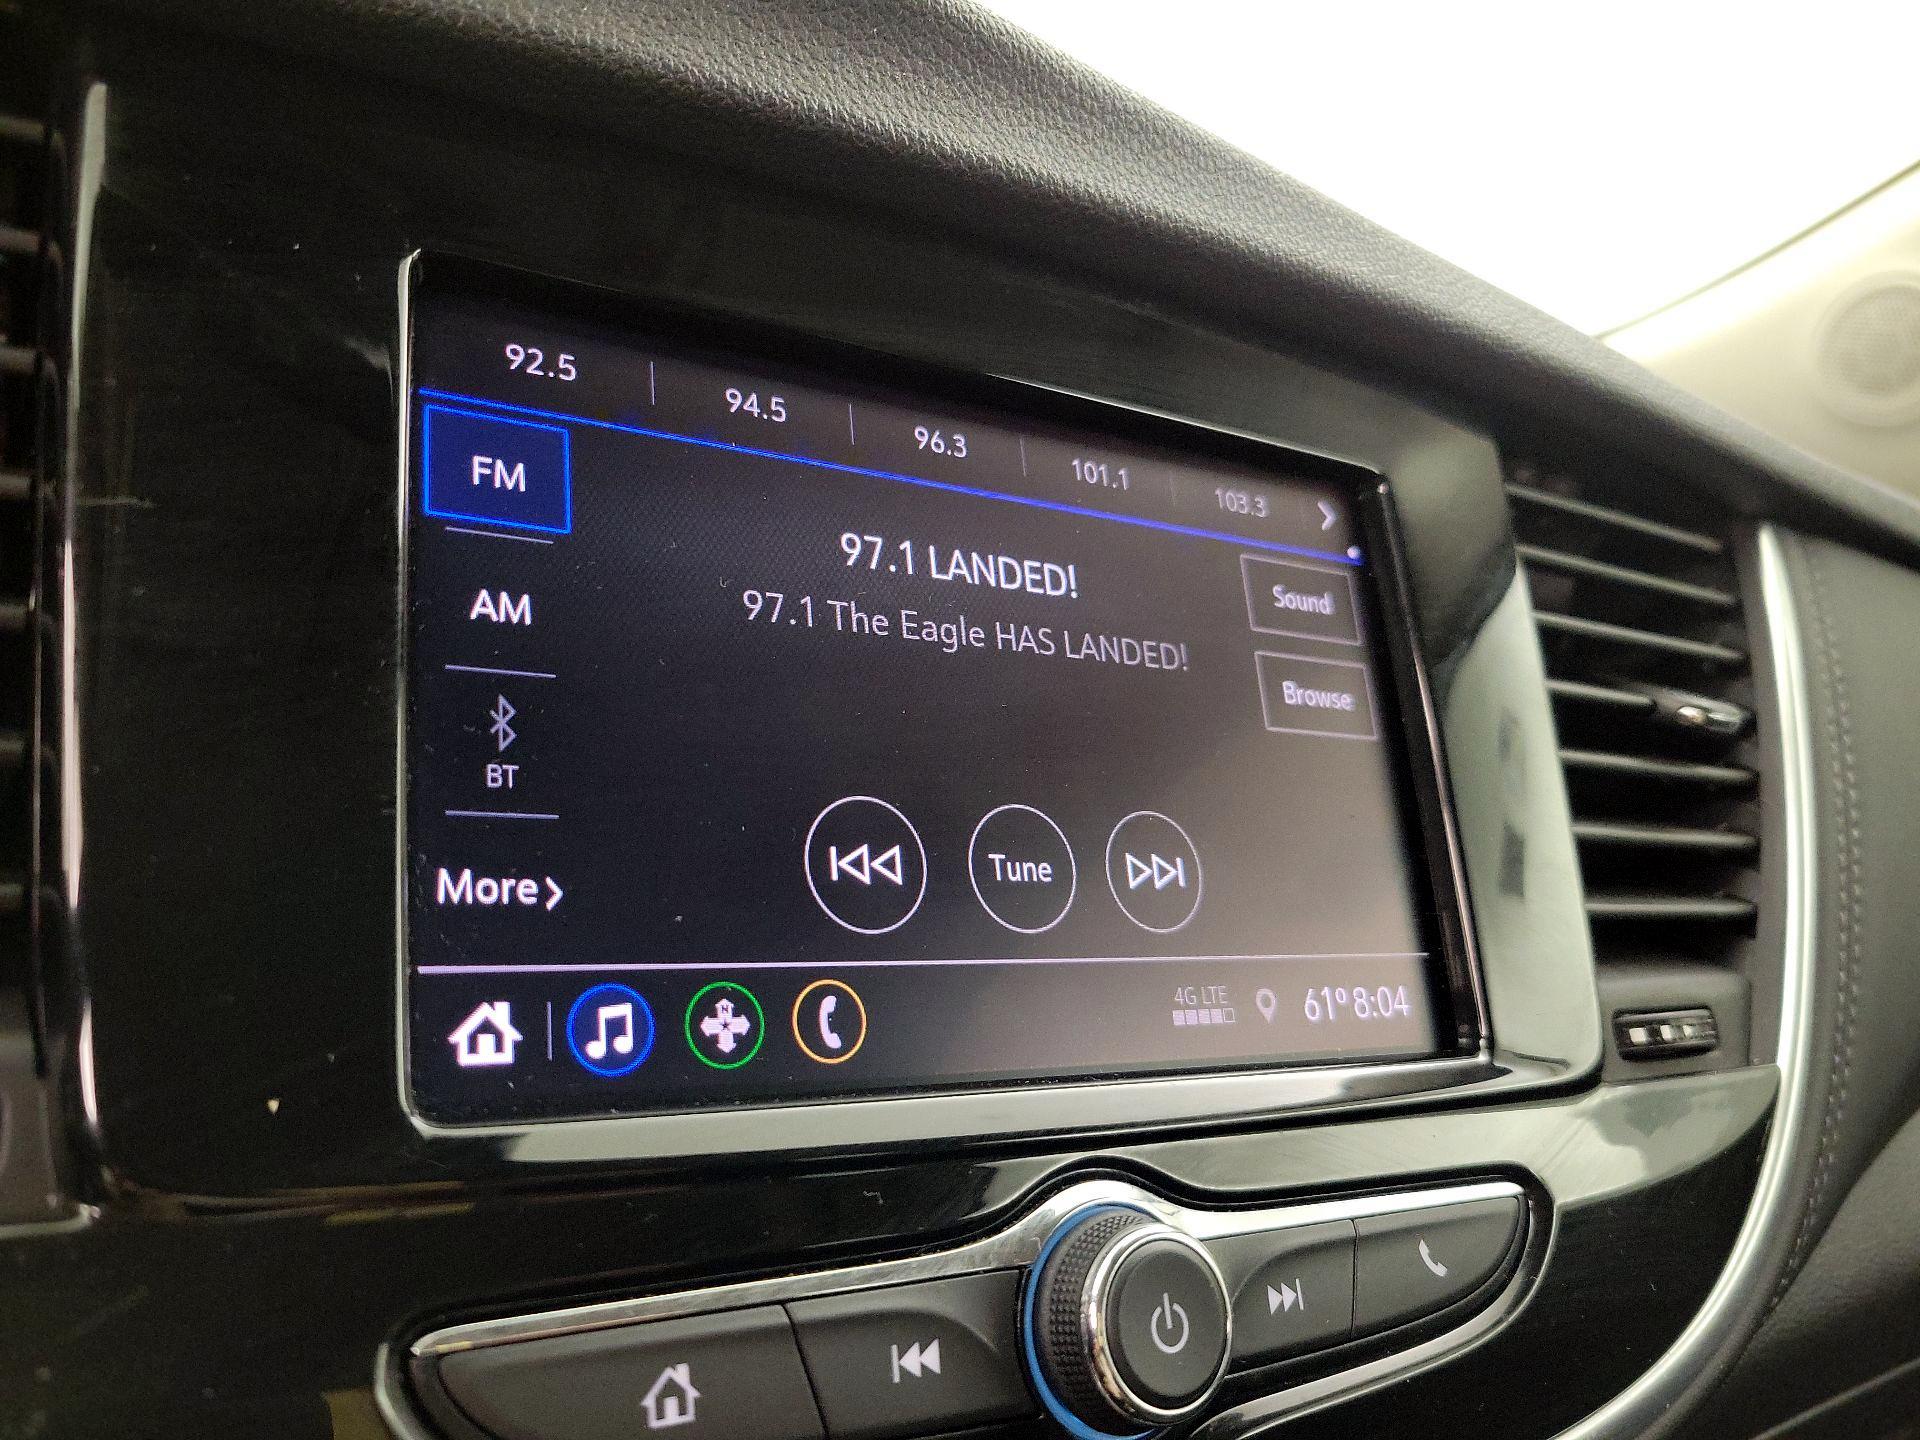 92.5 94.5 96.3 101.1 103.3
FM
97.1 LANDED!
97.1 The Eagle HAS LANDED!
Sound
AM
Browse
BT
More
Tune
N
4G LTE
61° 8:04